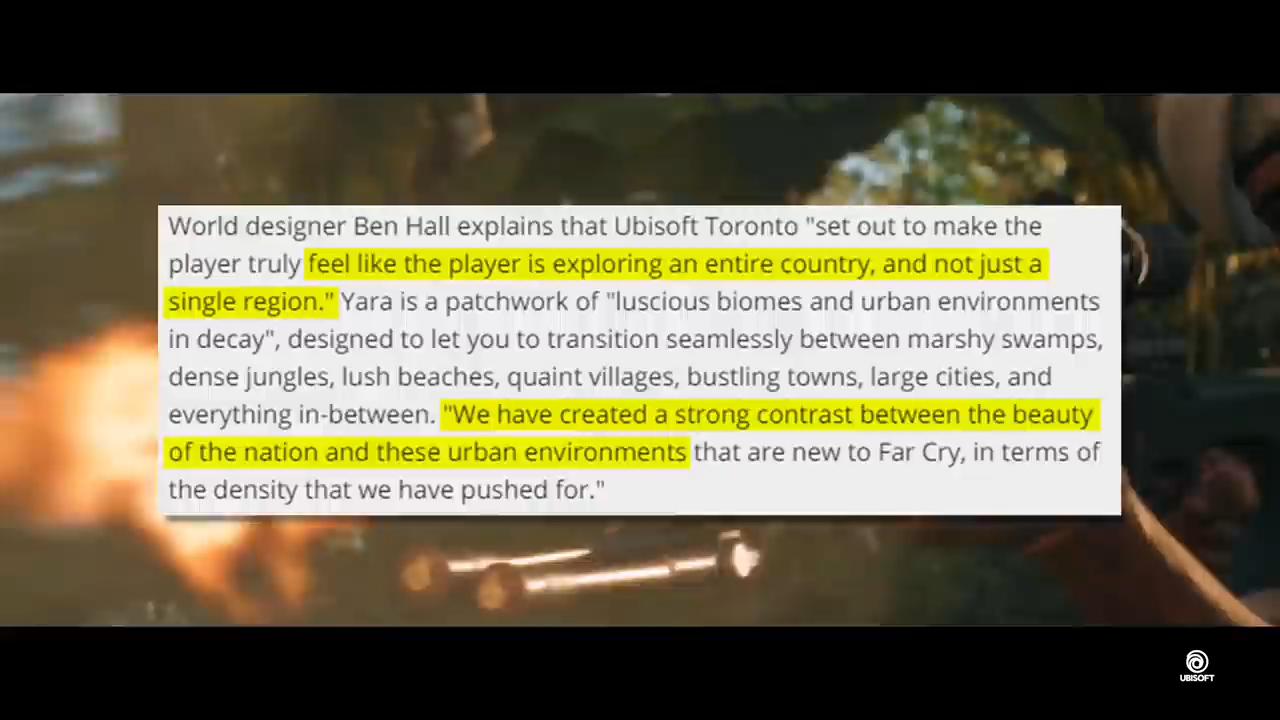 World designer Ben Hall explains that Ubisoft Toronto "set out to make the
player truly feel like the player is exploring an entire country, and not just a
single region." Yara is a patchwork of "luscious biomes and urban environments
in decay", designed to let you to transition seamlessly between marshy swamps,
dense jungles, lush beaches, quaint villages, bustling towns, large cities, and
everything in-between. "We have created a strong contrast between the beauty
of the nation and these urban environments that are new to Far Cry, in terms of
the density that we have pushed for."
UBISOFT